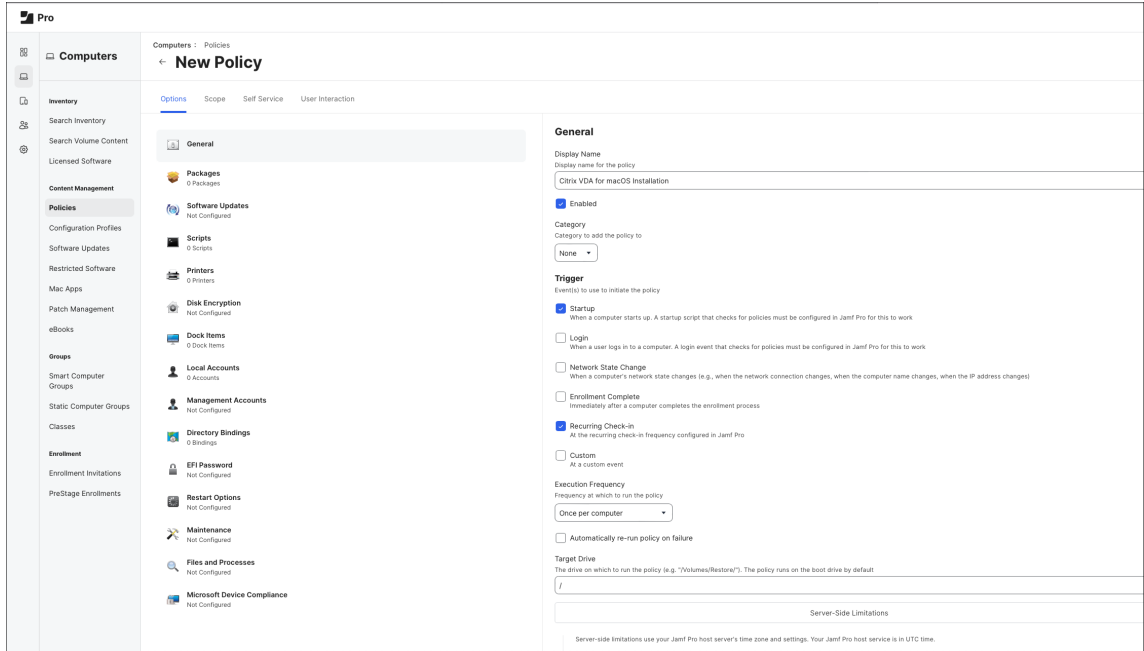 Pro
Computers
Computers : Policies
← New Policy
Inventory
Search Inventory
Search Volume Content
Licensed Software
Content Management
Policies
Configuration Profiles
Software Updates
Restricted Software
Mac Apps
Patch Management
eBooks
Groups
Smart Computer
Groups
Static Computer Groups
Classes
Enrollment
Enrollment Invitations
PreStage Enrollments
Options Scope Self Service User Interaction
General
Packages
0 Packages
Software Updates
Not Configured
Scripts
0 Scripts
Printers
0 Printers
Disk Encryption
Not Configured
Dock Items
0 Dock Items
Local Accounts
0 Accounts
Management Accounts
Not Configured
Directory Bindings
0 Bindings
EFI Password
Not Configured
Restart Options
Not Configured
Maintenance
Not Configured
Files and Processes
Not Configured
Microsoft Device Compliance
Not Configured
General
Display Name
Display name for the policy
Citrix VDA for macOS Installation
Enabled
Category
Category to add the policy to
None
Trigger
Event(s) to use to initiate the policy
Startup
When a computer starts up. A startup script that checks for policies must be configured in Jamf Pro for this to work
Login
When a user logs in to a computer. A login event that checks for policies must be configured in Jamf Pro for this to work
Network State Change
When a computer's network state changes (e.g., when the network connection changes, when the computer name changes, when the IP address changes)
Enrollment Complete
Immediately after a computer completes the enrollment process
Recurring Check-in
At the recurring check-in frequency configured in Jamf Pro
Custom
At a custom event
Execution Frequency
Frequency at which to run the policy
Once per computer
Automatically re-run policy on failure
Target Drive
The drive on which to run the policy (e.g. "/Volumes/Restore/"). The policy runs on the boot drive by default
/
Server-Side Limitations
Server-side limitations use your Jamf Pro host server's time zone and settings. Your Jamf Pro host service is in UTC time.